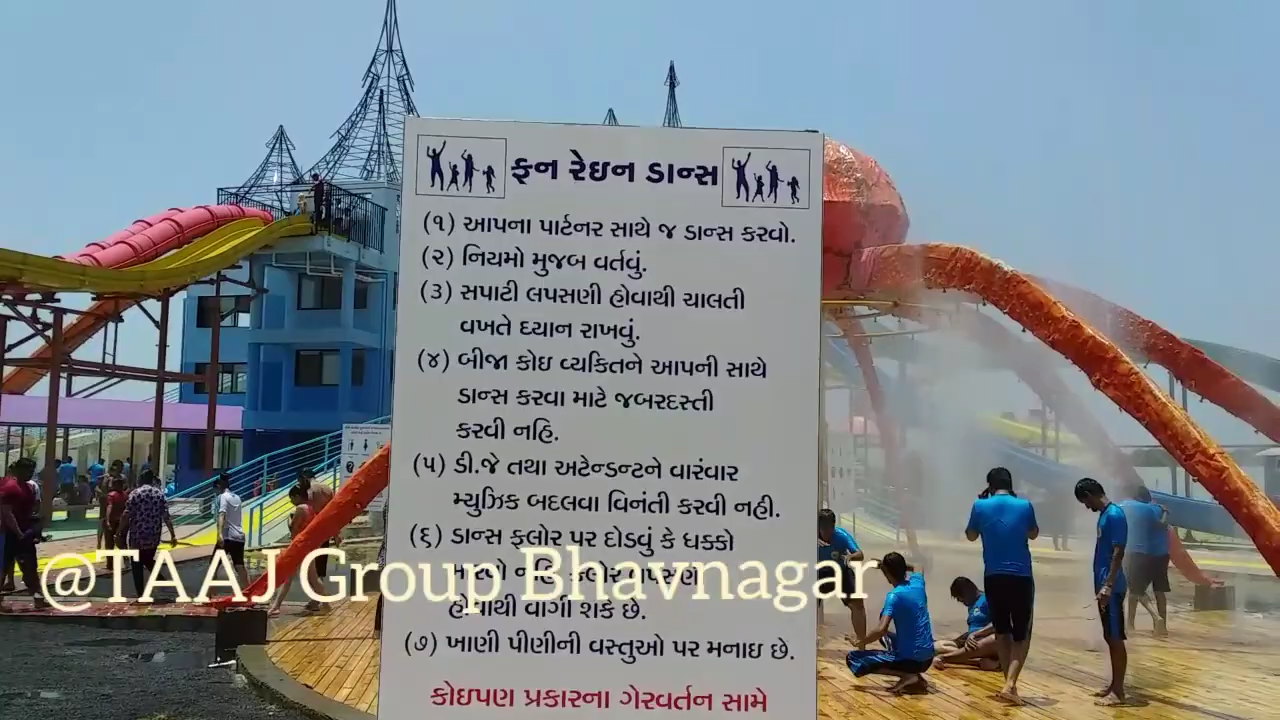 ફન રેઇન ડાન્સ
(૧) આપના પાર્ટનર સાથે જ ડાન્સ કરવો.
(૨) નિયમો મુજબ વર્તવું.
(૩) સપાટી લપસણી હોવાથી ચાલતી
વખતે ધ્યાન રાખવું.
(૪) બીજા કોઇ વ્યકિતને આપની સાથે
ડાન્સ કરવા માટે જબરદસ્તી
કરવી નહિ.
(૫) ડી.જે તથા અટેન્ડન્ટને વારંવાર
મ્યુઝિક બદલવા વિનંતી કરવી નહી.
(૬) ડાન્સ ફલોર પર દોડવું કે ધક્કો
@TAAJ Group Bhavnagar
હોવાથી વાગી શકે છે.
(૭) ખાણી પીણીની વસ્તુઓ પર મનાઇ છે.
કોઇપણ પ્રકારના ગેરવર્તન સામે